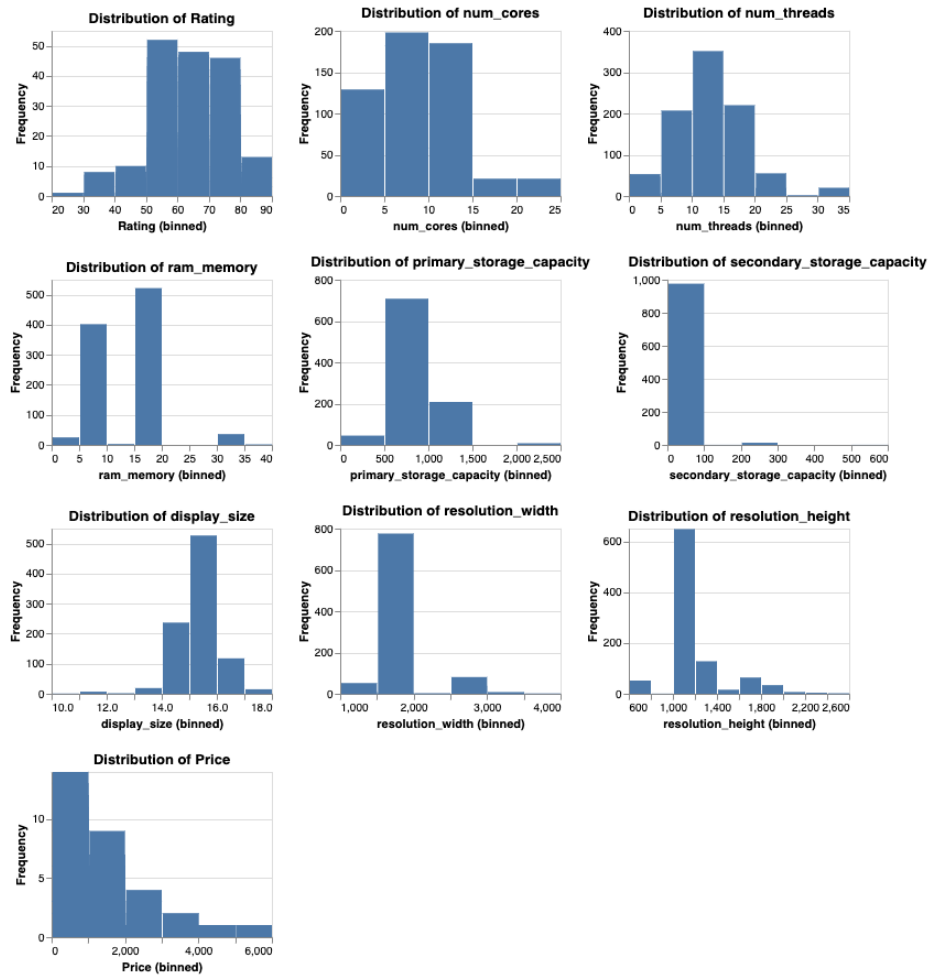 Distribution of Rating
50
40
30
20
10
0
Frequency
20 30 40 50 60 70 80 90
Rating (binned)
Distribution of num_cores
200
150
100
50
0
Frequency
0 5 10 15 20 25
num_cores (binned)
Distribution of num_threads
400
300
200
100
0
Frequency
0 5 10 15 20 25 30 35
num_threads (binned)
Distribution of ram_memory
500
400
300
200
100
0
Frequency
0 5 10 15 20 25 30 35 40
ram_memory (binned)
Distribution of primary_storage_capacity
800
600
400
200
0
Frequency
0 500 1,000 1,500 2,000 2,500
primary_storage_capacity (binned)
Distribution of secondary_storage_capacity
1,000
800
600
400
200
0
Frequency
0 100 200 300 400 500 600
secondary_storage_capacity (binned)
Distribution of display_size
500
400
300
200
100
0
Frequency
10.0 12.0 14.0 16.0 18.0
display_size (binned)
Distribution of resolution_width
800
600
400
200
0
Frequency
1,000 2,000 3,000 4,000
resolution_width (binned)
Distribution of resolution_height
600
400
200
0
Frequency
600 1,000 1,400 1,800 2,200 2,600
resolution_height (binned)
Distribution of Price
10
5
0
Frequency
0 2,000 4,000 6,000
Price (binned)